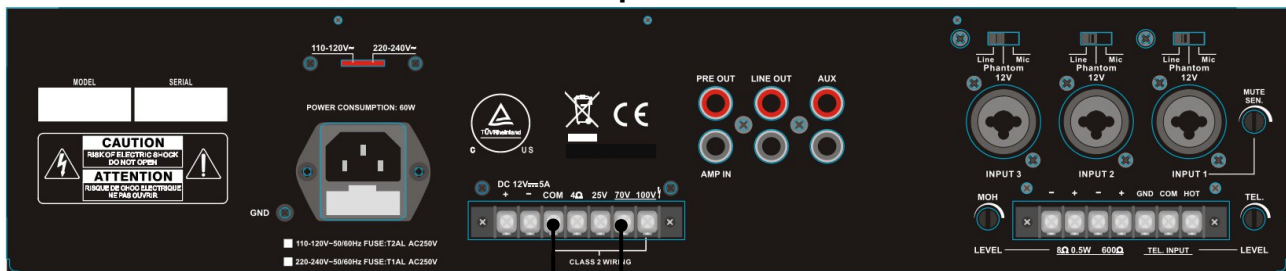 110-120V~ 220-240V~
MODEL SERIAL
POWER CONSUMPTION: 60W
CAUTION
RISK OF ELECTRIC SHOCK
DO NOT OPEN
ATTENTION
RISQUE DE CHOC ELECTRIQUE
NE PAS OUVRIR
GND
110-120V~50/60Hz FUSE:T2AL AC250V
220-240V~50/60Hz FUSE:T1AL AC250V
TÜVRheinland
C US
CE
DC 12V⎓5A
+ - COM 4Ω 25V 70V 100V
CLASS 2 WIRING
PRE OUT LINE OUT AUX
AMP IN
Line Mic Line Mic Line Mic
Phantom Phantom Phantom
12V 12V 12V
INPUT 3 INPUT 2 INPUT 1
MUTE
SEN.
MOH - + - + GND COM HOT TEL.
LEVEL 8Ω 0.5W 600Ω TEL. INPUT LEVEL